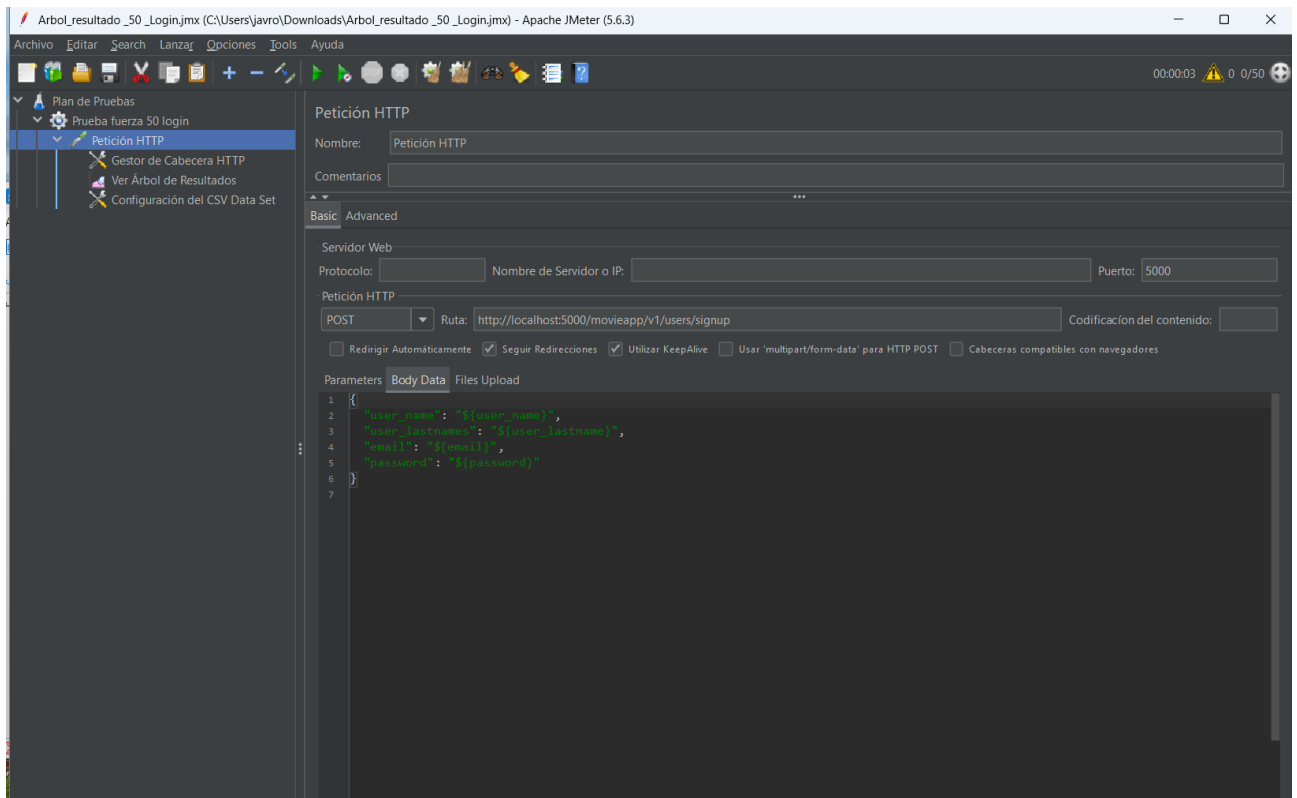 Arbol_resultado _50 _Login.jmx (C:\Users\javro\Downloads\Arbol_resultado _50 _Login.jmx) - Apache JMeter (5.6.3)
Archivo Editar Search Lanzar Opciones Tools Ayuda
00:00:03 0 0/50
Plan de Pruebas
Prueba fuerza 50 login
Petición HTTP
Gestor de Cabecera HTTP
Ver Árbol de Resultados
Configuración del CSV Data Set
Petición HTTP
Nombre: Petición HTTP
Comentarios
Basic Advanced
Servidor Web
Protocolo: Nombre de Servidor o IP: Puerto: 5000
Petición HTTP
POST Ruta: http://localhost:5000/movieapp/v1/users/signup Codificacíon del contenido:
Redirigir Automáticamente Seguir Redirecciones Utilizar KeepAlive Usar 'multipart/form-data' para HTTP POST Cabeceras compatibles con navegadores
Parameters Body Data Files Upload
1 {
2 "user_name": "${user_name}",
3 "user_lastnames": "${user_lastname}",
4 "email": "${email}",
5 "password": "${password}"
6 }
7